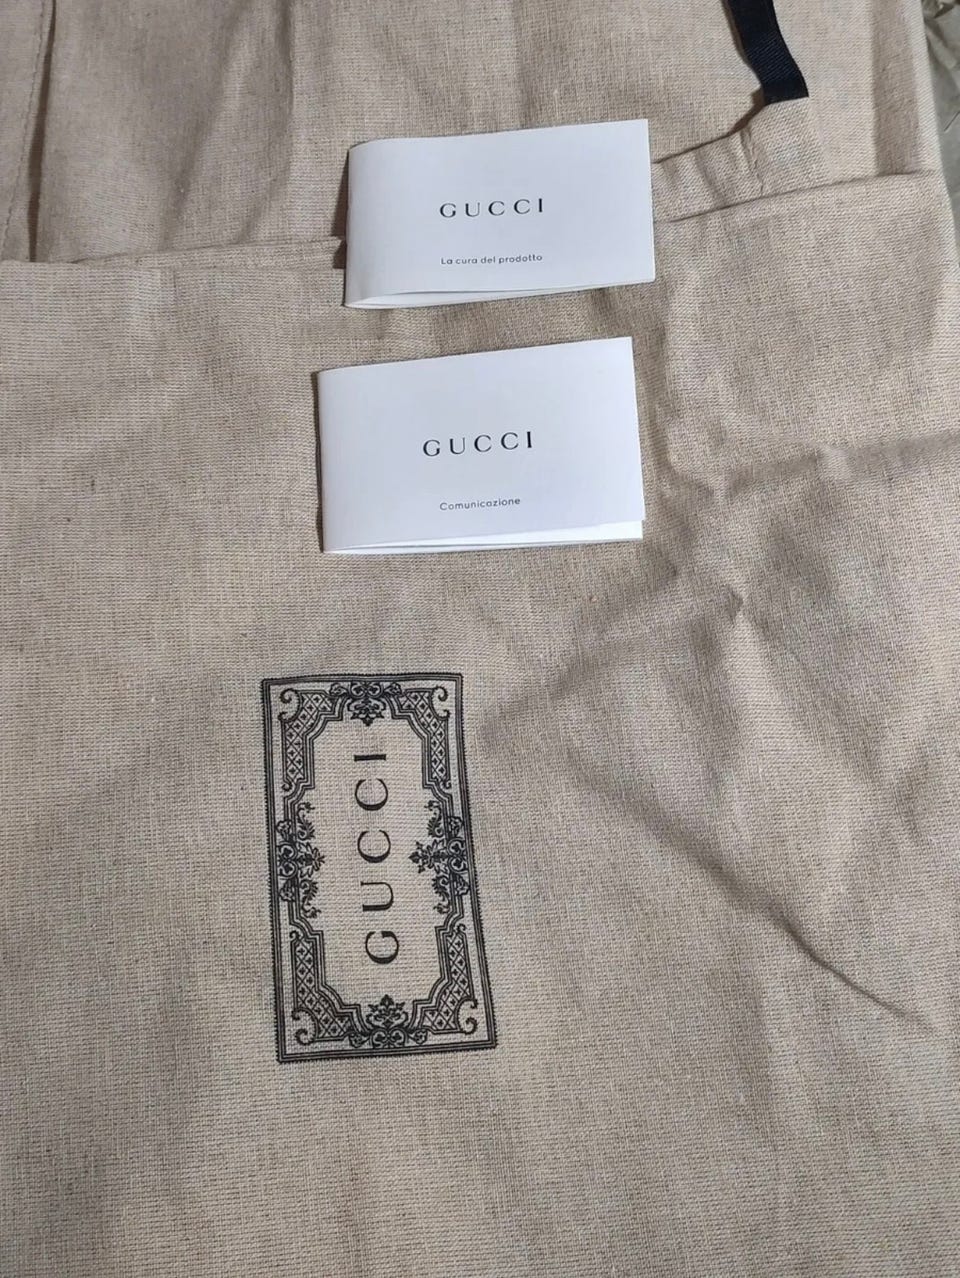 GUCCI
La cura del prodotto
GUCCI
Comunicazione
GUCCI